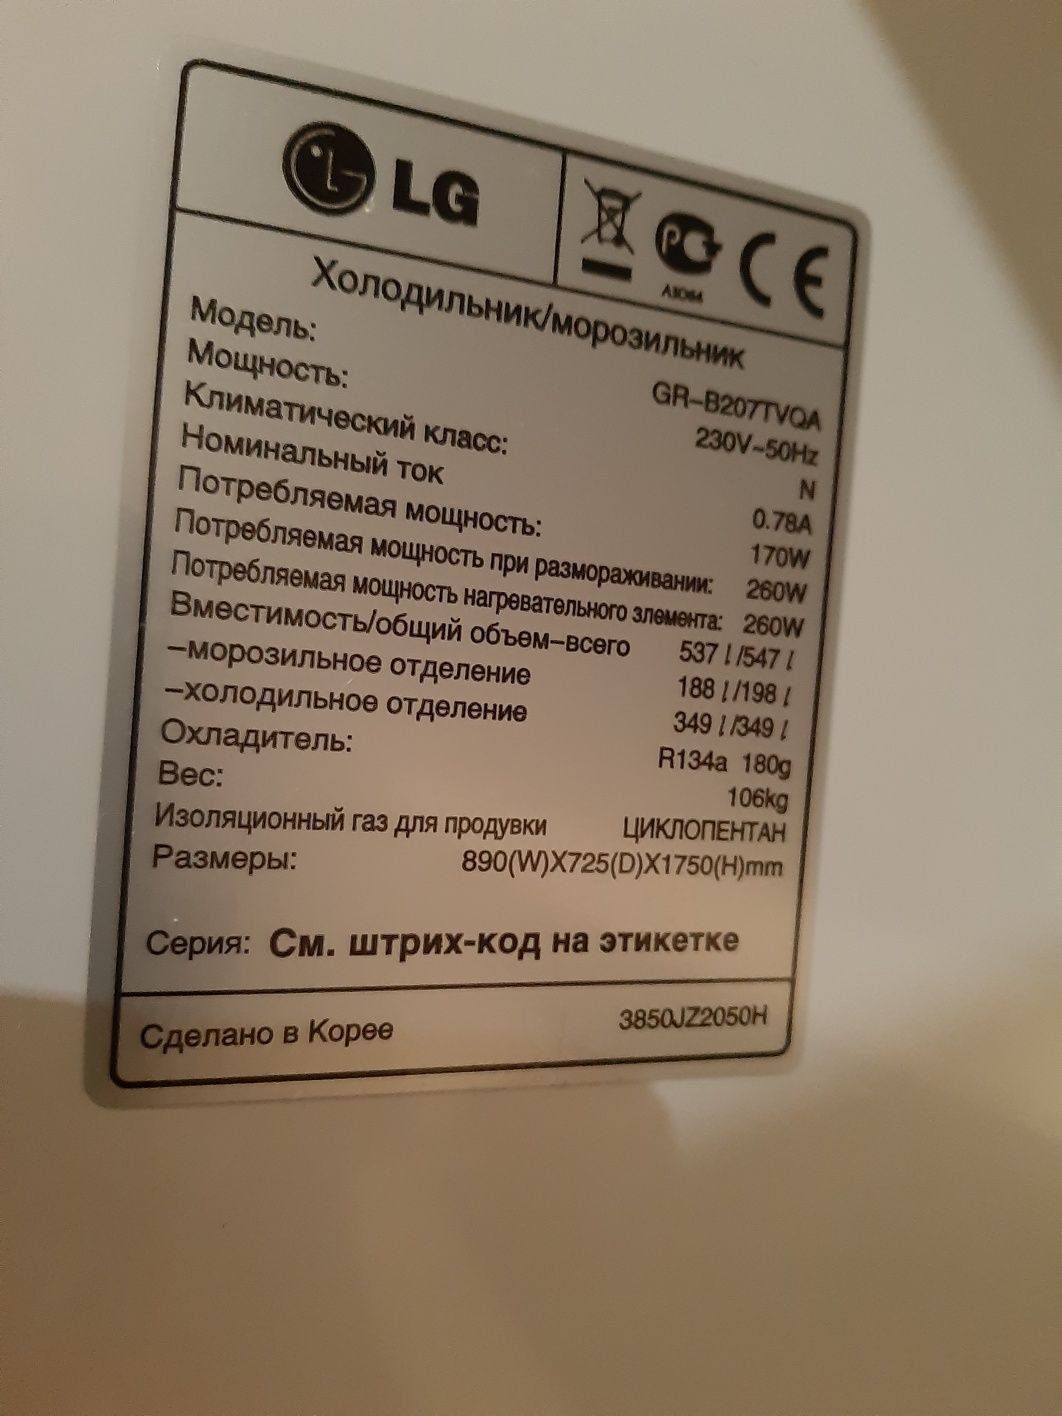 LG LG
Холодильник/морозильник
Модель: GR-B207TVQA
Мощность: 230V~50Hz
Климатический класс: N
Номинальный ток 0.78A
Потребляемая мощность: 170W
Потребляемая мощность при размораживании: 260W
Потребляемая мощность нагревательного злемента: 260W
Вместимость/общий объем-всего 537 l/547 l
-морозильное отделение 188 l/198 l
-холодильное отделение 349 l/349 l
Охладитель: R134a 180g
Вес: 106kg
Изоляционный газ для продувки ЦИКЛОПЕНТАН
Размеры: 890(W)X725(D)X1750(H)mm
Серия: См. штрих-код на этикетке
Сделано в Корее 3850JZ2050H